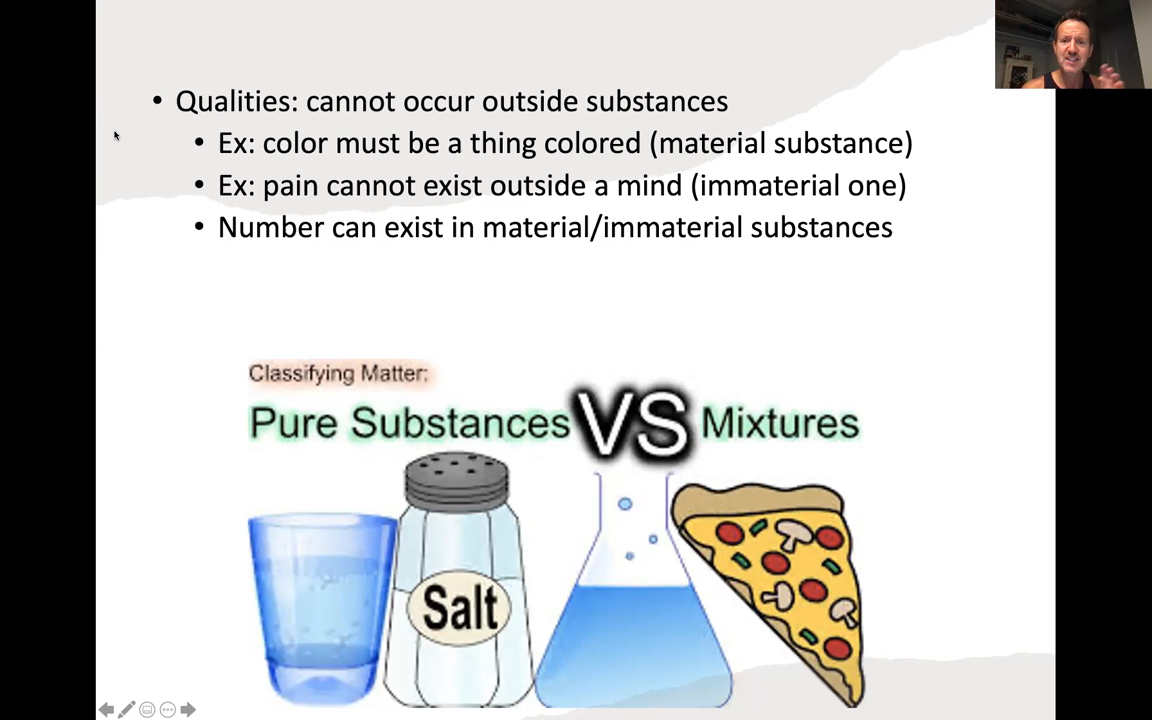 • Qualities: cannot occur outside substances
• Ex: color must be a thing colored (material substance)
• Ex: pain cannot exist outside a mind (immaterial one)
• Number can exist in material/immaterial substances
Classifying Matter:
Pure Substances VS Mixtures
Salt